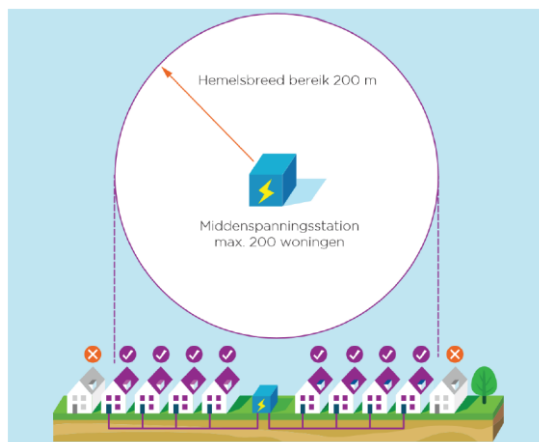 Hemelsbreed bereik 200 m
Middenspanningsstation
max. 200 woningen